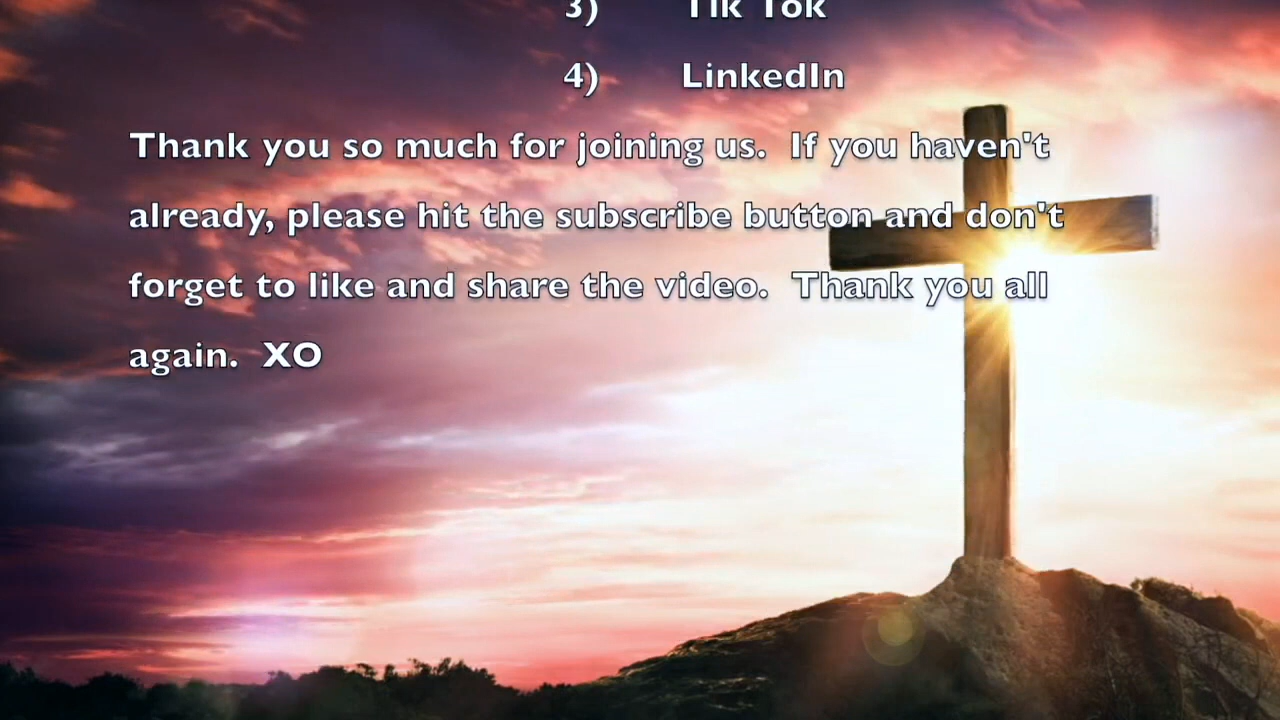 3) Tik Tok
4) LinkedIn
Thank you so much for joining us. If you haven't
already, please hit the subscribe button and don't
forget to like and share the video. Thank you all
again. XO